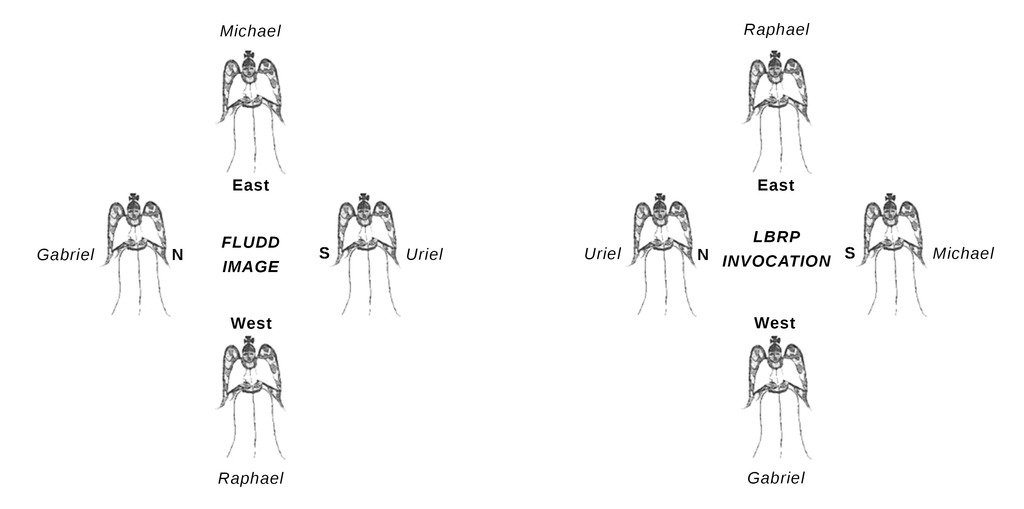 Michael
East
Gabriel N FLUDD IMAGE S Uriel
West
Raphael
Raphael
East
Uriel N LBRP INVOCATION S Michael
West
Gabriel